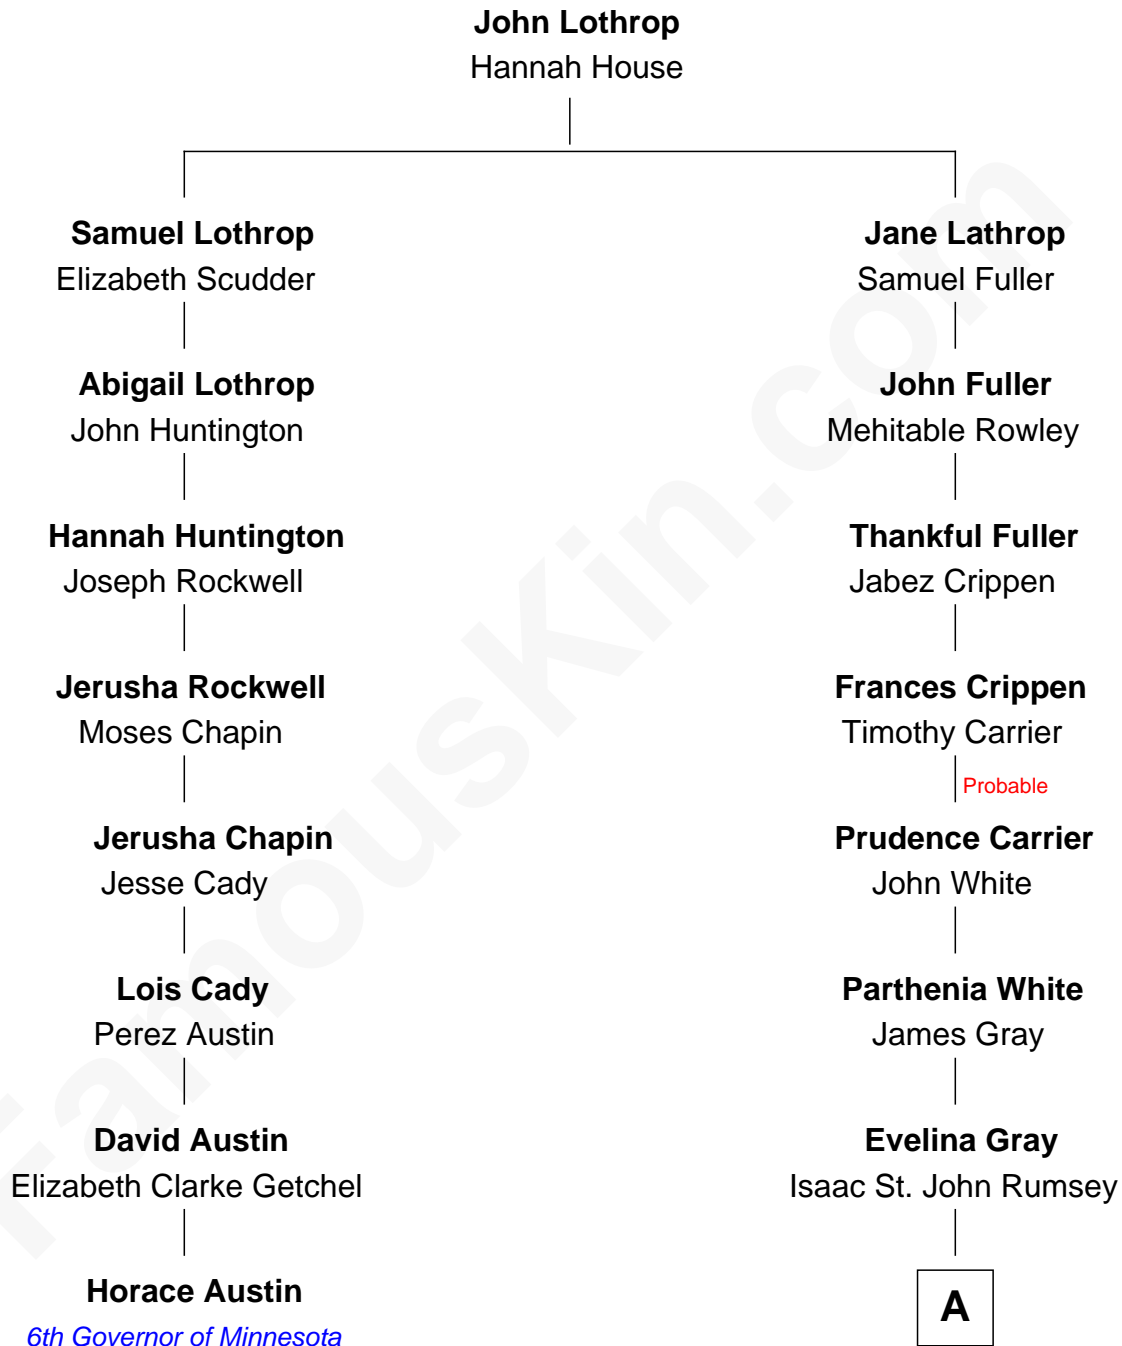 John Lothrop
Hannah House
Samuel Lothrop
Elizabeth Scudder
Jane Lathrop
Samuel Fuller
Abigail Lothrop
John Huntington
John Fuller
Mehitable Rowley
Hannah Huntington
Joseph Rockwell
Thankful Fuller
Jabez Crippen
Jerusha Rockwell
Moses Chapin
Frances Crippen
Timothy Carrier
Probable
Jerusha Chapin
Jesse Cady
Prudence Carrier
John White
Lois Cady
Perez Austin
Parthenia White
James Gray
David Austin
Elizabeth Clarke Getchel
Evelina Gray
Isaac St. John Rumsey
Horace Austin
6th Governor of Minnesota
A
FamousKin.com